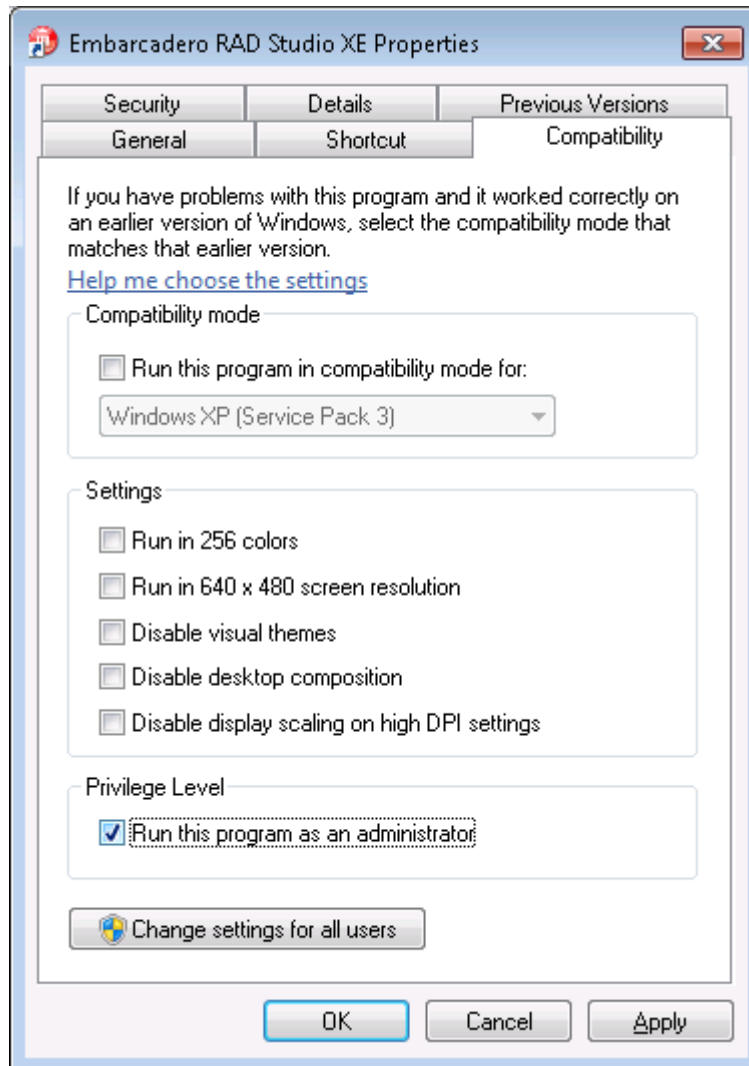 Embarcadero RAD Studio XE Properties
Security Details Previous Versions
General Shortcut Compatibility
If you have problems with this program and it worked correctly on
an earlier version of Windows, select the compatibility mode that
matches that earlier version.
Help me choose the settings
Compatibility mode
Run this program in compatibility mode for:
Windows XP (Service Pack 3)
Settings
Run in 256 colors
Run in 640 x 480 screen resolution
Disable visual themes
Disable desktop composition
Disable display scaling on high DPI settings
Privilege Level
Run this program as an administrator
Change settings for all users
OK Cancel Apply